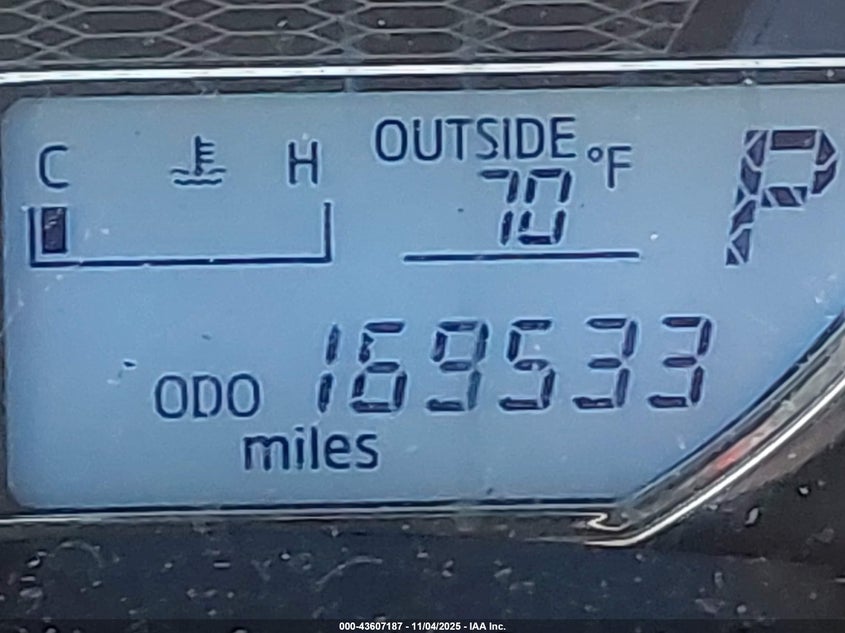 C H OUTSIDE °F P
70
ODO 169533
miles
000-43607187 - 11/04/2025 - IAA Inc.